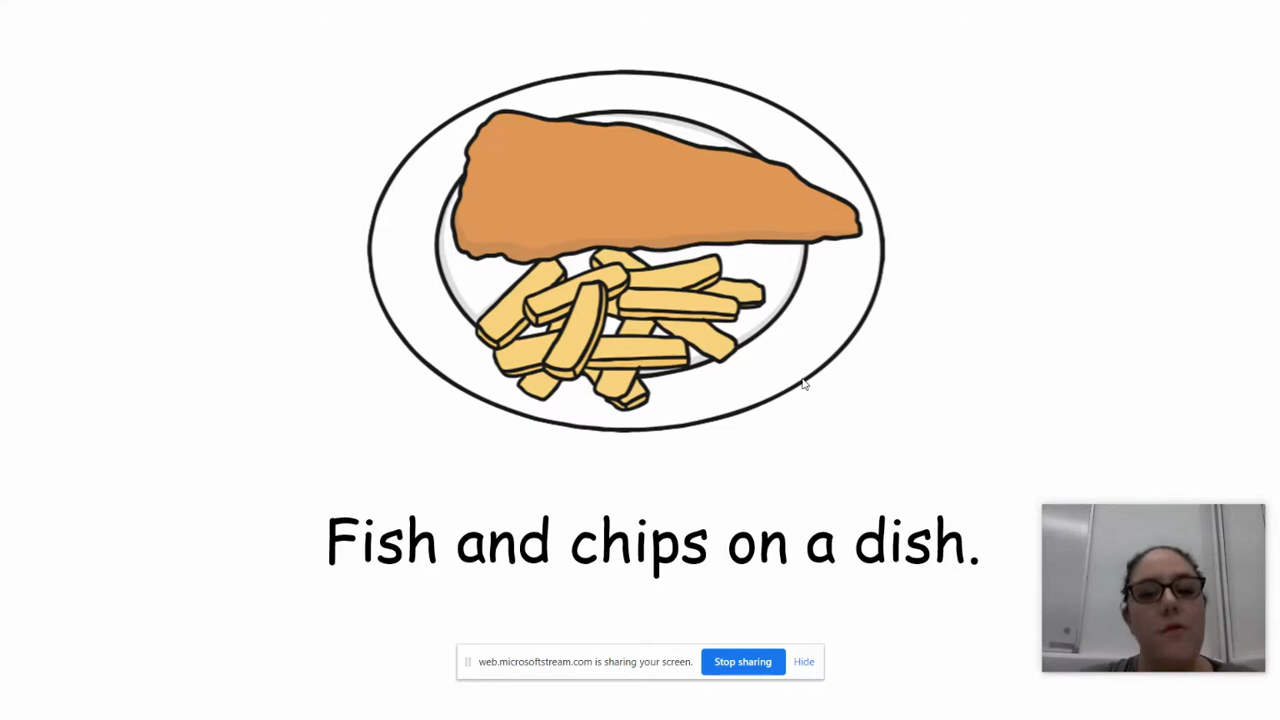 Fish and chips on a dish.
web.microsoftstream.com is sharing your screen. Stop sharing Hide